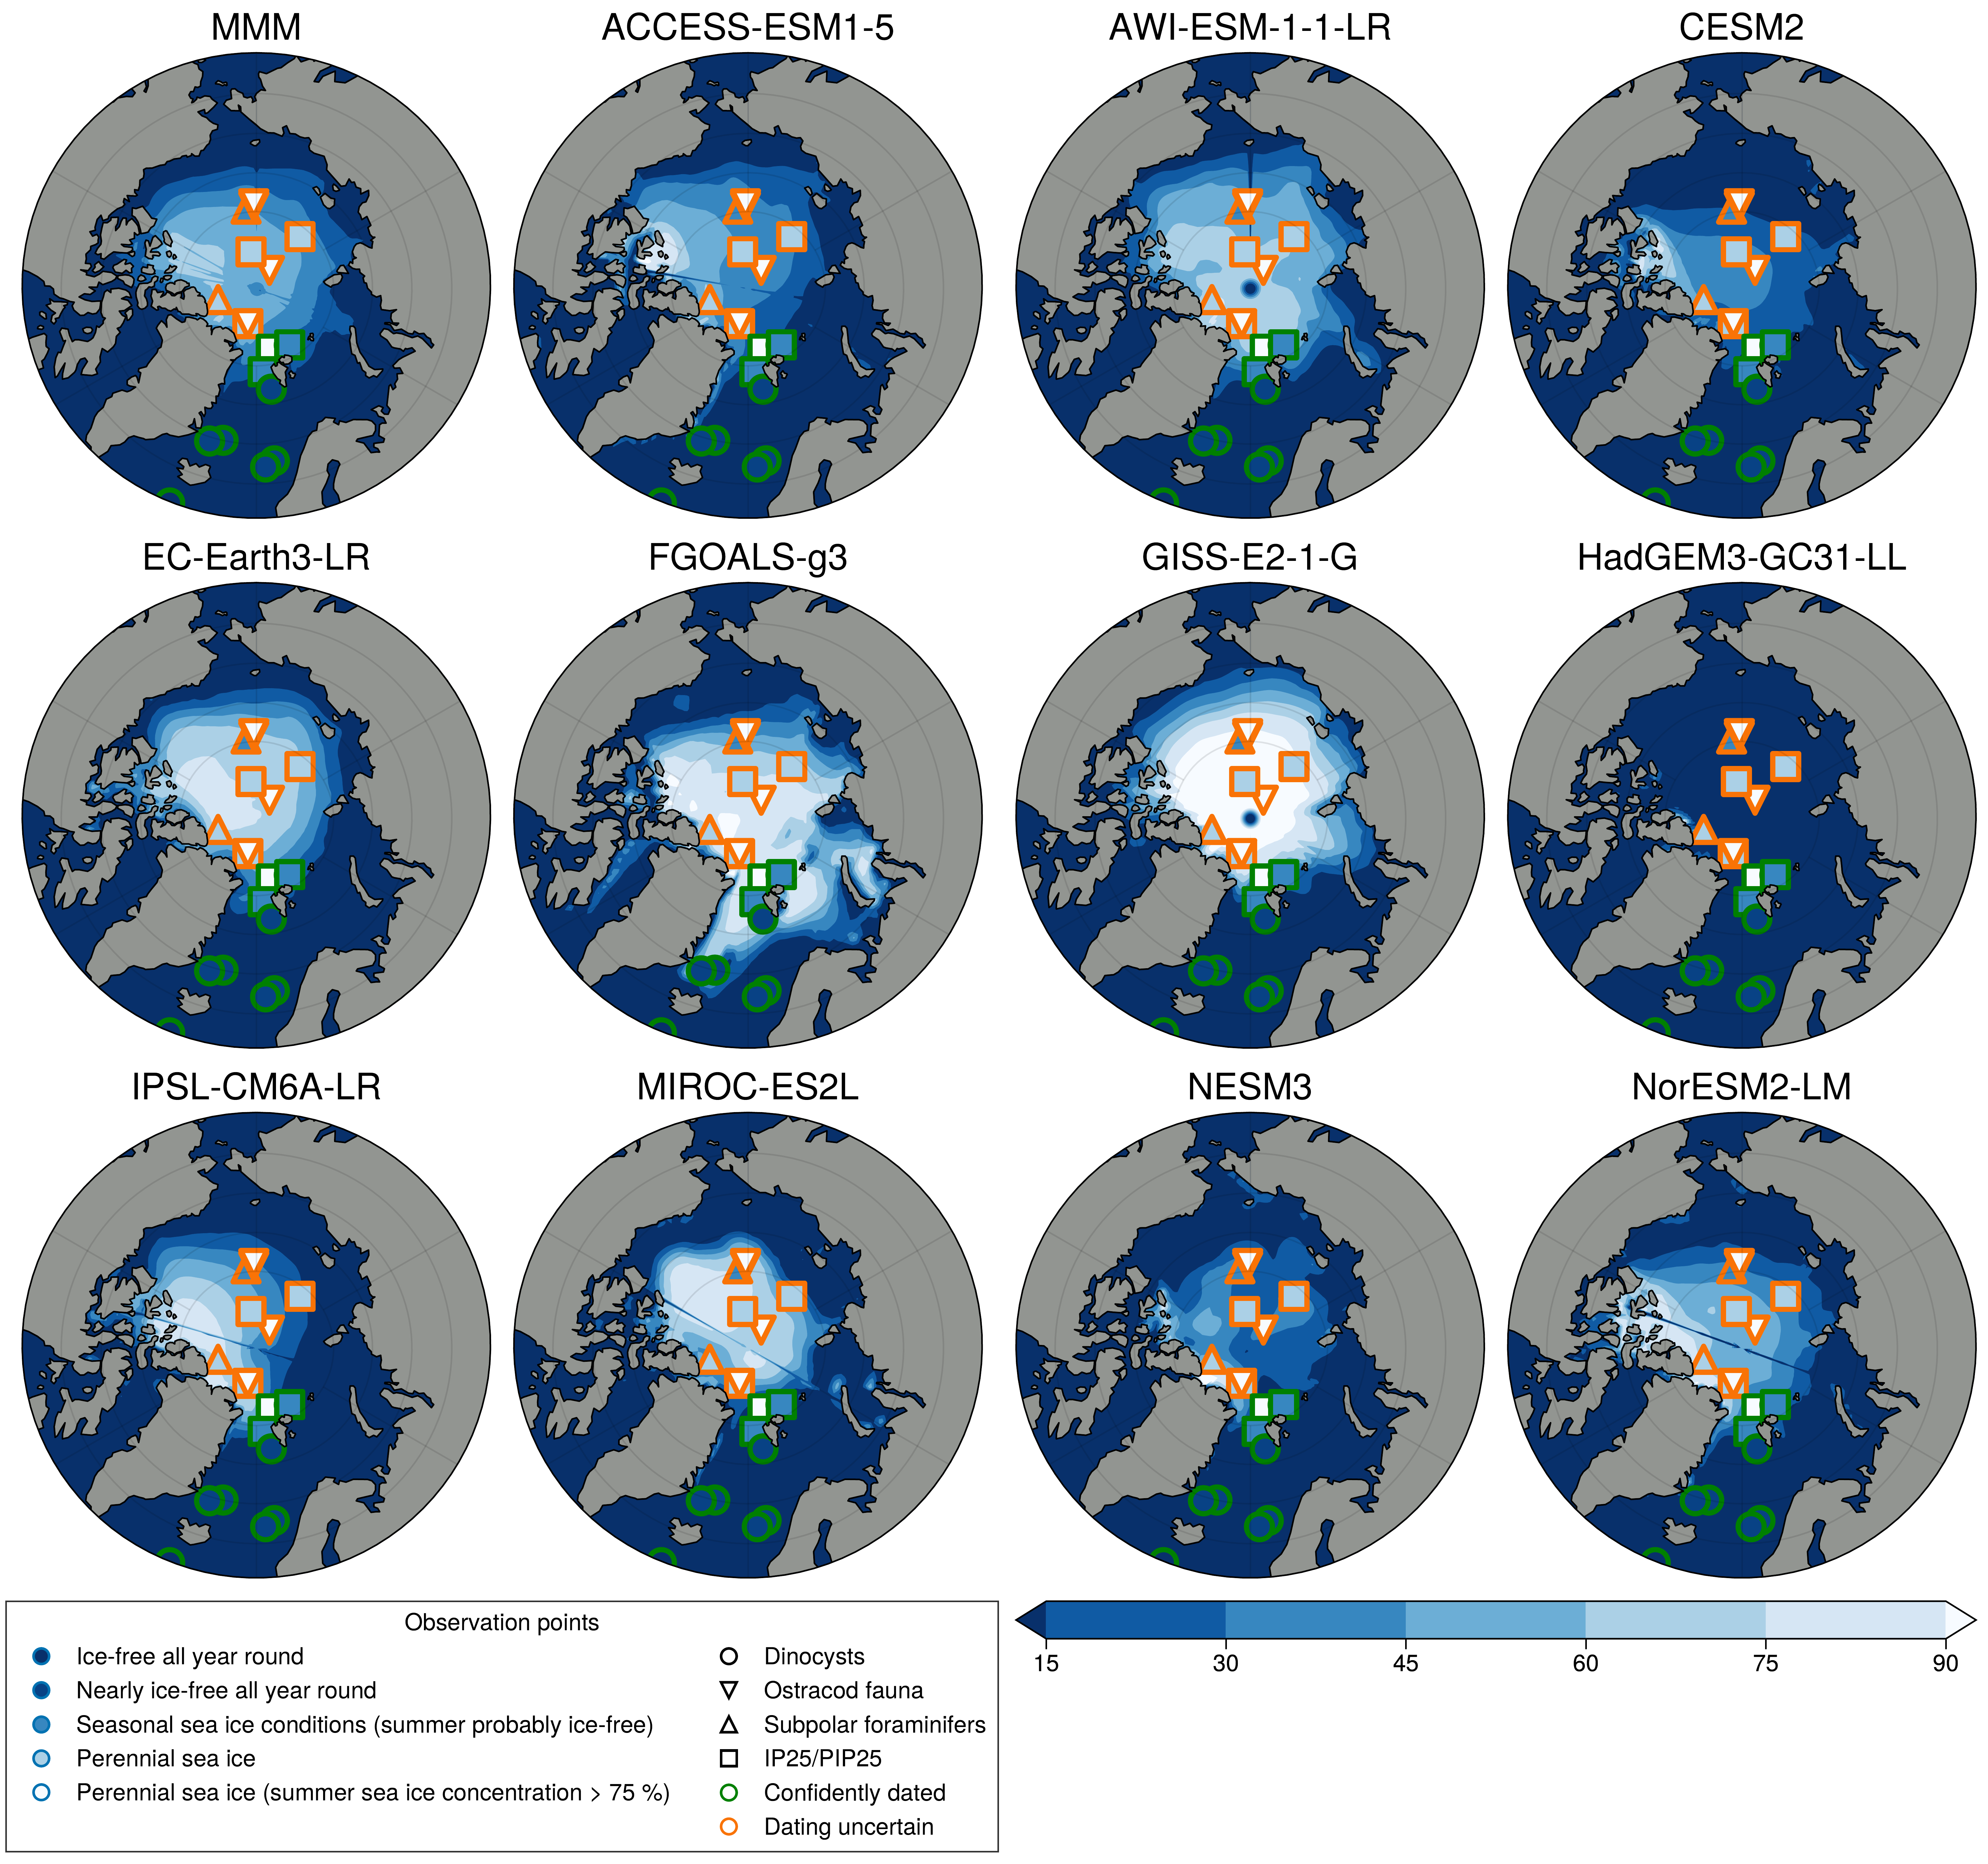 MMM
ACCESS-ESM1-5
AWI-ESM-1-1-LR
CESM2
EC-Earth3-LR
FGOALS-g3
GISS-E2-1-G
HadGEM3-GC31-LL
IPSL-CM6A-LR
MIROC-ES2L
NESM3
NorESM2-LM
Observation points
Ice-free all year round
Nearly ice-free all year round
Seasonal sea ice conditions (summer probably ice-free)
Perennial sea ice
Perennial sea ice (summer sea ice concentration > 75 %)
Dinocysts
Ostracod fauna
Subpolar foraminifers
IP25/PIP25
Confidently dated
Dating uncertain
15 30 45 60 75 90